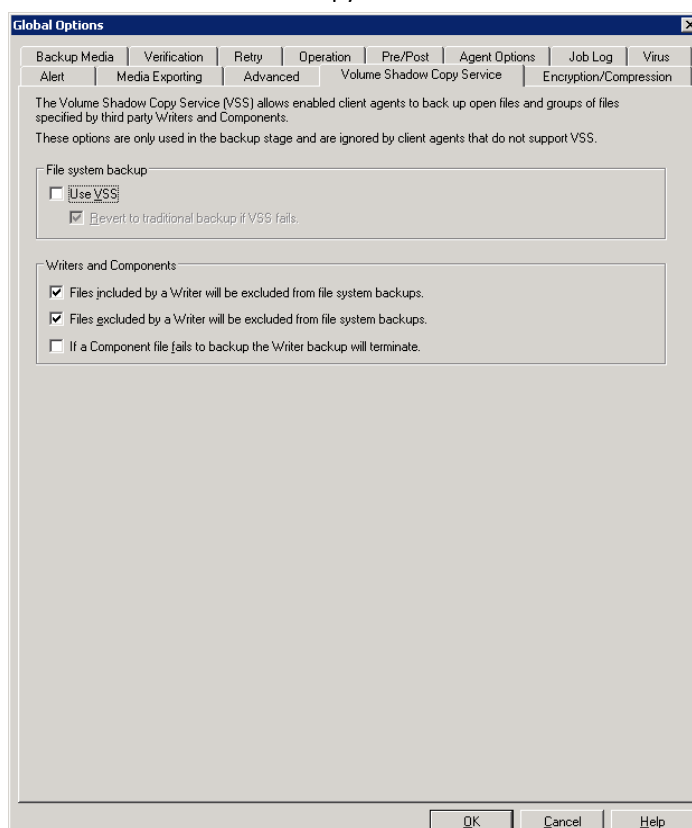 Global Options
Backup Media Verification Retry Operation Pre/Post Agent Options Job Log Virus
Alert Media Exporting Advanced Volume Shadow Copy Service Encryption/Compression
The Volume Shadow Copy Service (VSS) allows enabled client agents to back up open files and groups of files
specified by third party Writers and Components.
These options are only used in the backup stage and are ignored by client agents that do not support VSS.
File system backup
Use VSS
Revert to traditional backup if VSS fails.
Writers and Components
Files included by a Writer will be excluded from file system backups.
Files excluded by a Writer will be excluded from file system backups.
If a Component file fails to backup the Writer backup will terminate.
OK Cancel Help